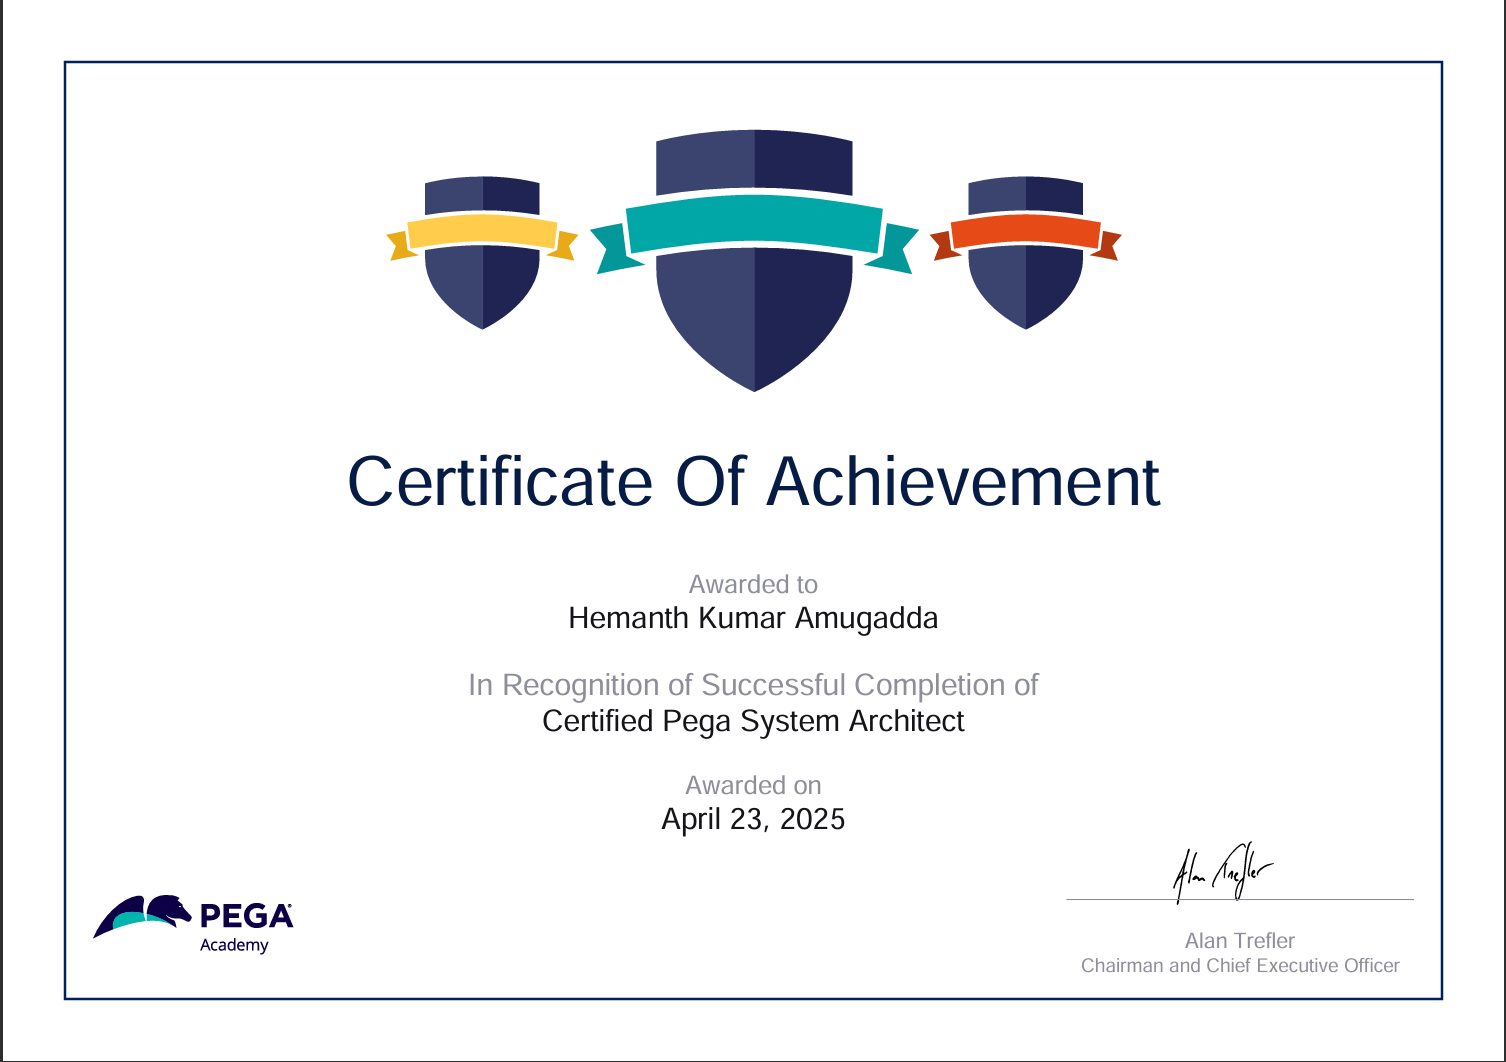 Certificate Of Achievement
Awarded to
Hemanth Kumar Amugadda
In Recognition of Successful Completion of
Certified Pega System Architect
Awarded on
April 23, 2025
PEGA
Academy
Alan Trefler
Alan Trefler
Chairman and Chief Executive Officer